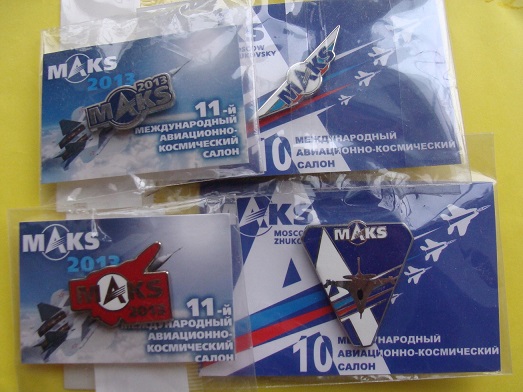 MAKS
2013
2013
MAKS
11-й
МЕЖДУНАРОДНЫЙ
АВИАЦИОННО-
КОСМИЧЕСКИЙ
САЛОН
MAKS
10 МЕЖДУНАРОДНЫЙ
АВИАЦИОННО-КОСМИЧЕСКИЙ
САЛОН
MAKS
2013
MAKS
2013
11-й
МЕЖДУНАРОДНЫЙ
АВИАЦИОННО-
КОСМИЧЕСКИЙ
САЛОН
AKS
MOSCOW
ZHUKO
MAKS
10 МЕЖДУНАРОДНЫЙ
АВИАЦИОННО-КОСМИЧЕСКИЙ
САЛОН